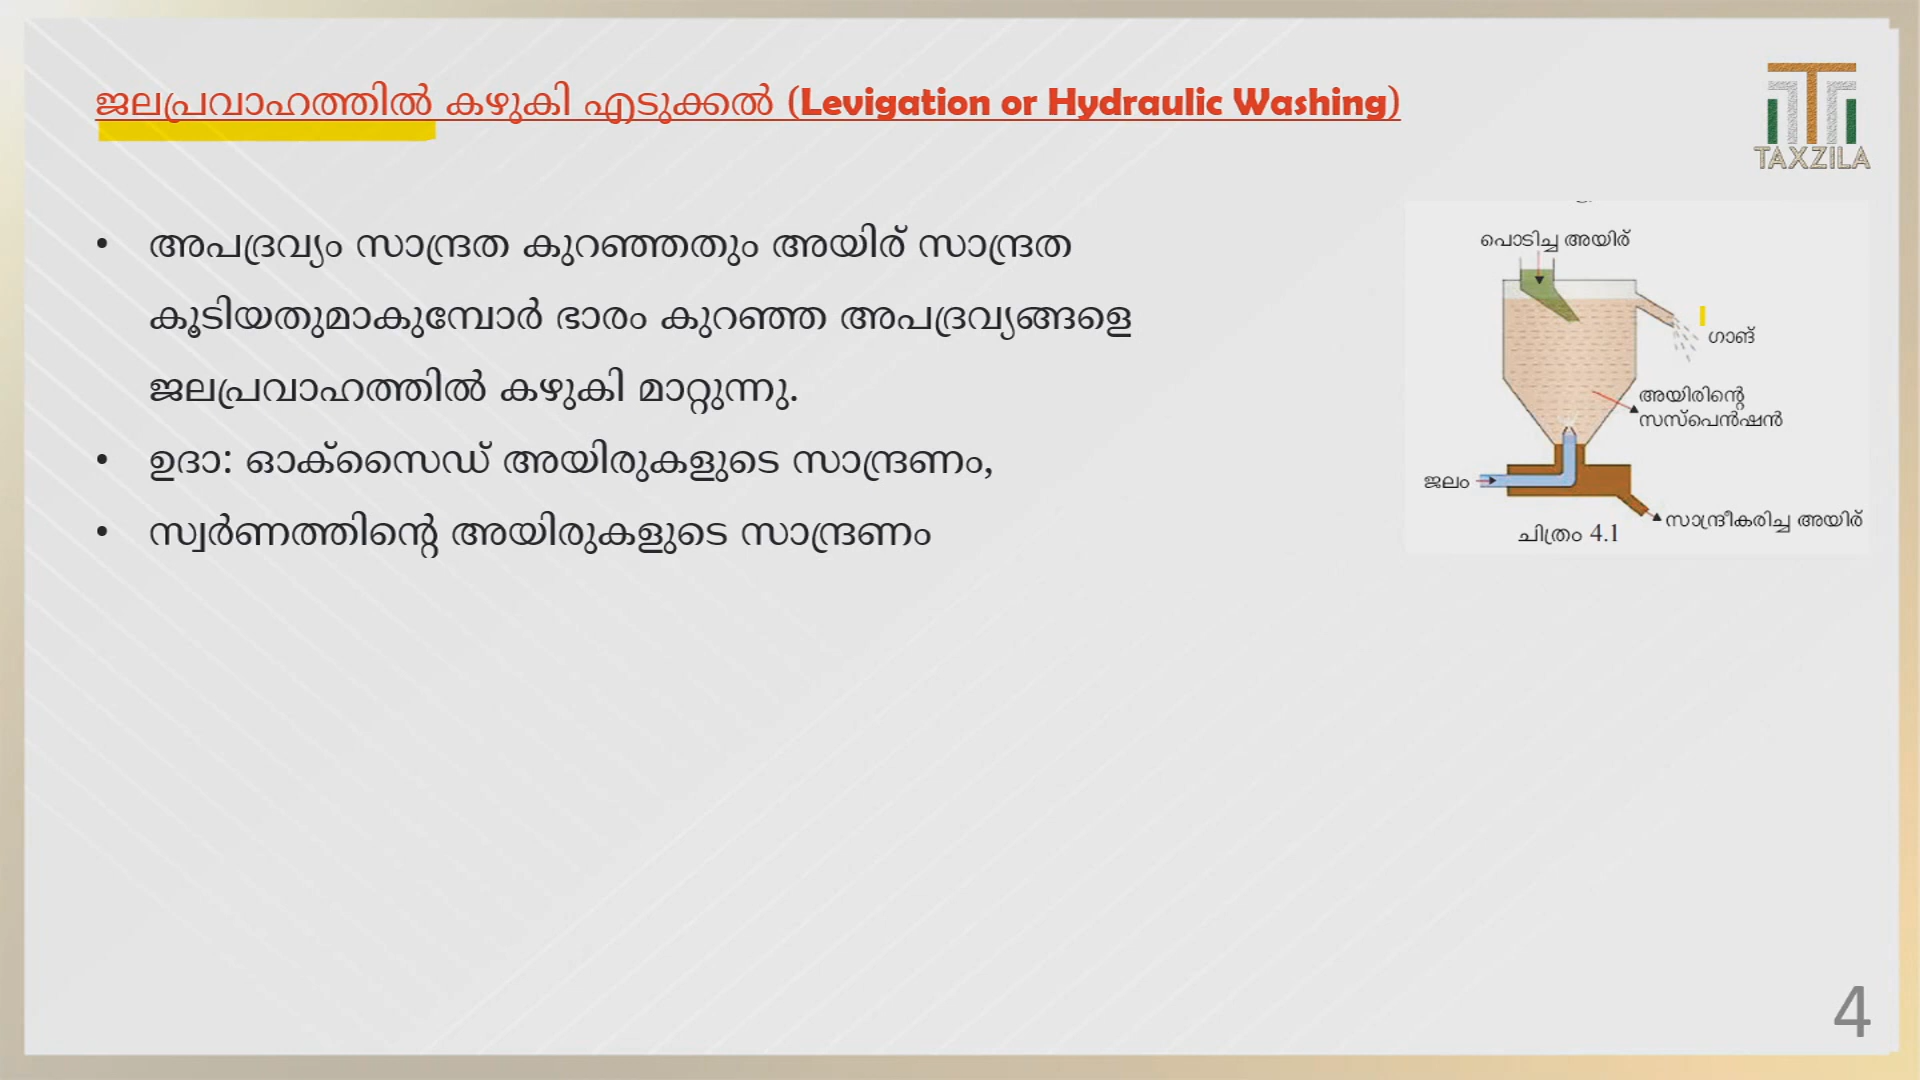 ജലപ്രവാഹത്തിൽ കഴുകി എടുക്കൽ (Levigation or Hydraulic Washing)
TAXZILA
• അപദ്രവ്യം സാന്ദ്രത കുറഞ്ഞതും അയിര് സാന്ദ്രത
കൂടിയതുമാകുമ്പോൾ ഭാരം കുറഞ്ഞ അപദ്രവ്യങ്ങളെ
ജലപ്രവാഹത്തിൽ കഴുകി മാറ്റുന്നു.
• ഉദാ: ഓക്സൈഡ് അയിരുകളുടെ സാന്ദ്രണം,
• സ്വർണത്തിന്റെ അയിരുകളുടെ സാന്ദ്രണം
പൊടിച്ച അയിര്
ഗാങ്
അയിരിന്റെ
സസ്പെൻഷൻ
ജലം
സാന്ദ്രീകരിച്ച അയിര്
ചിത്രം 4.1
4